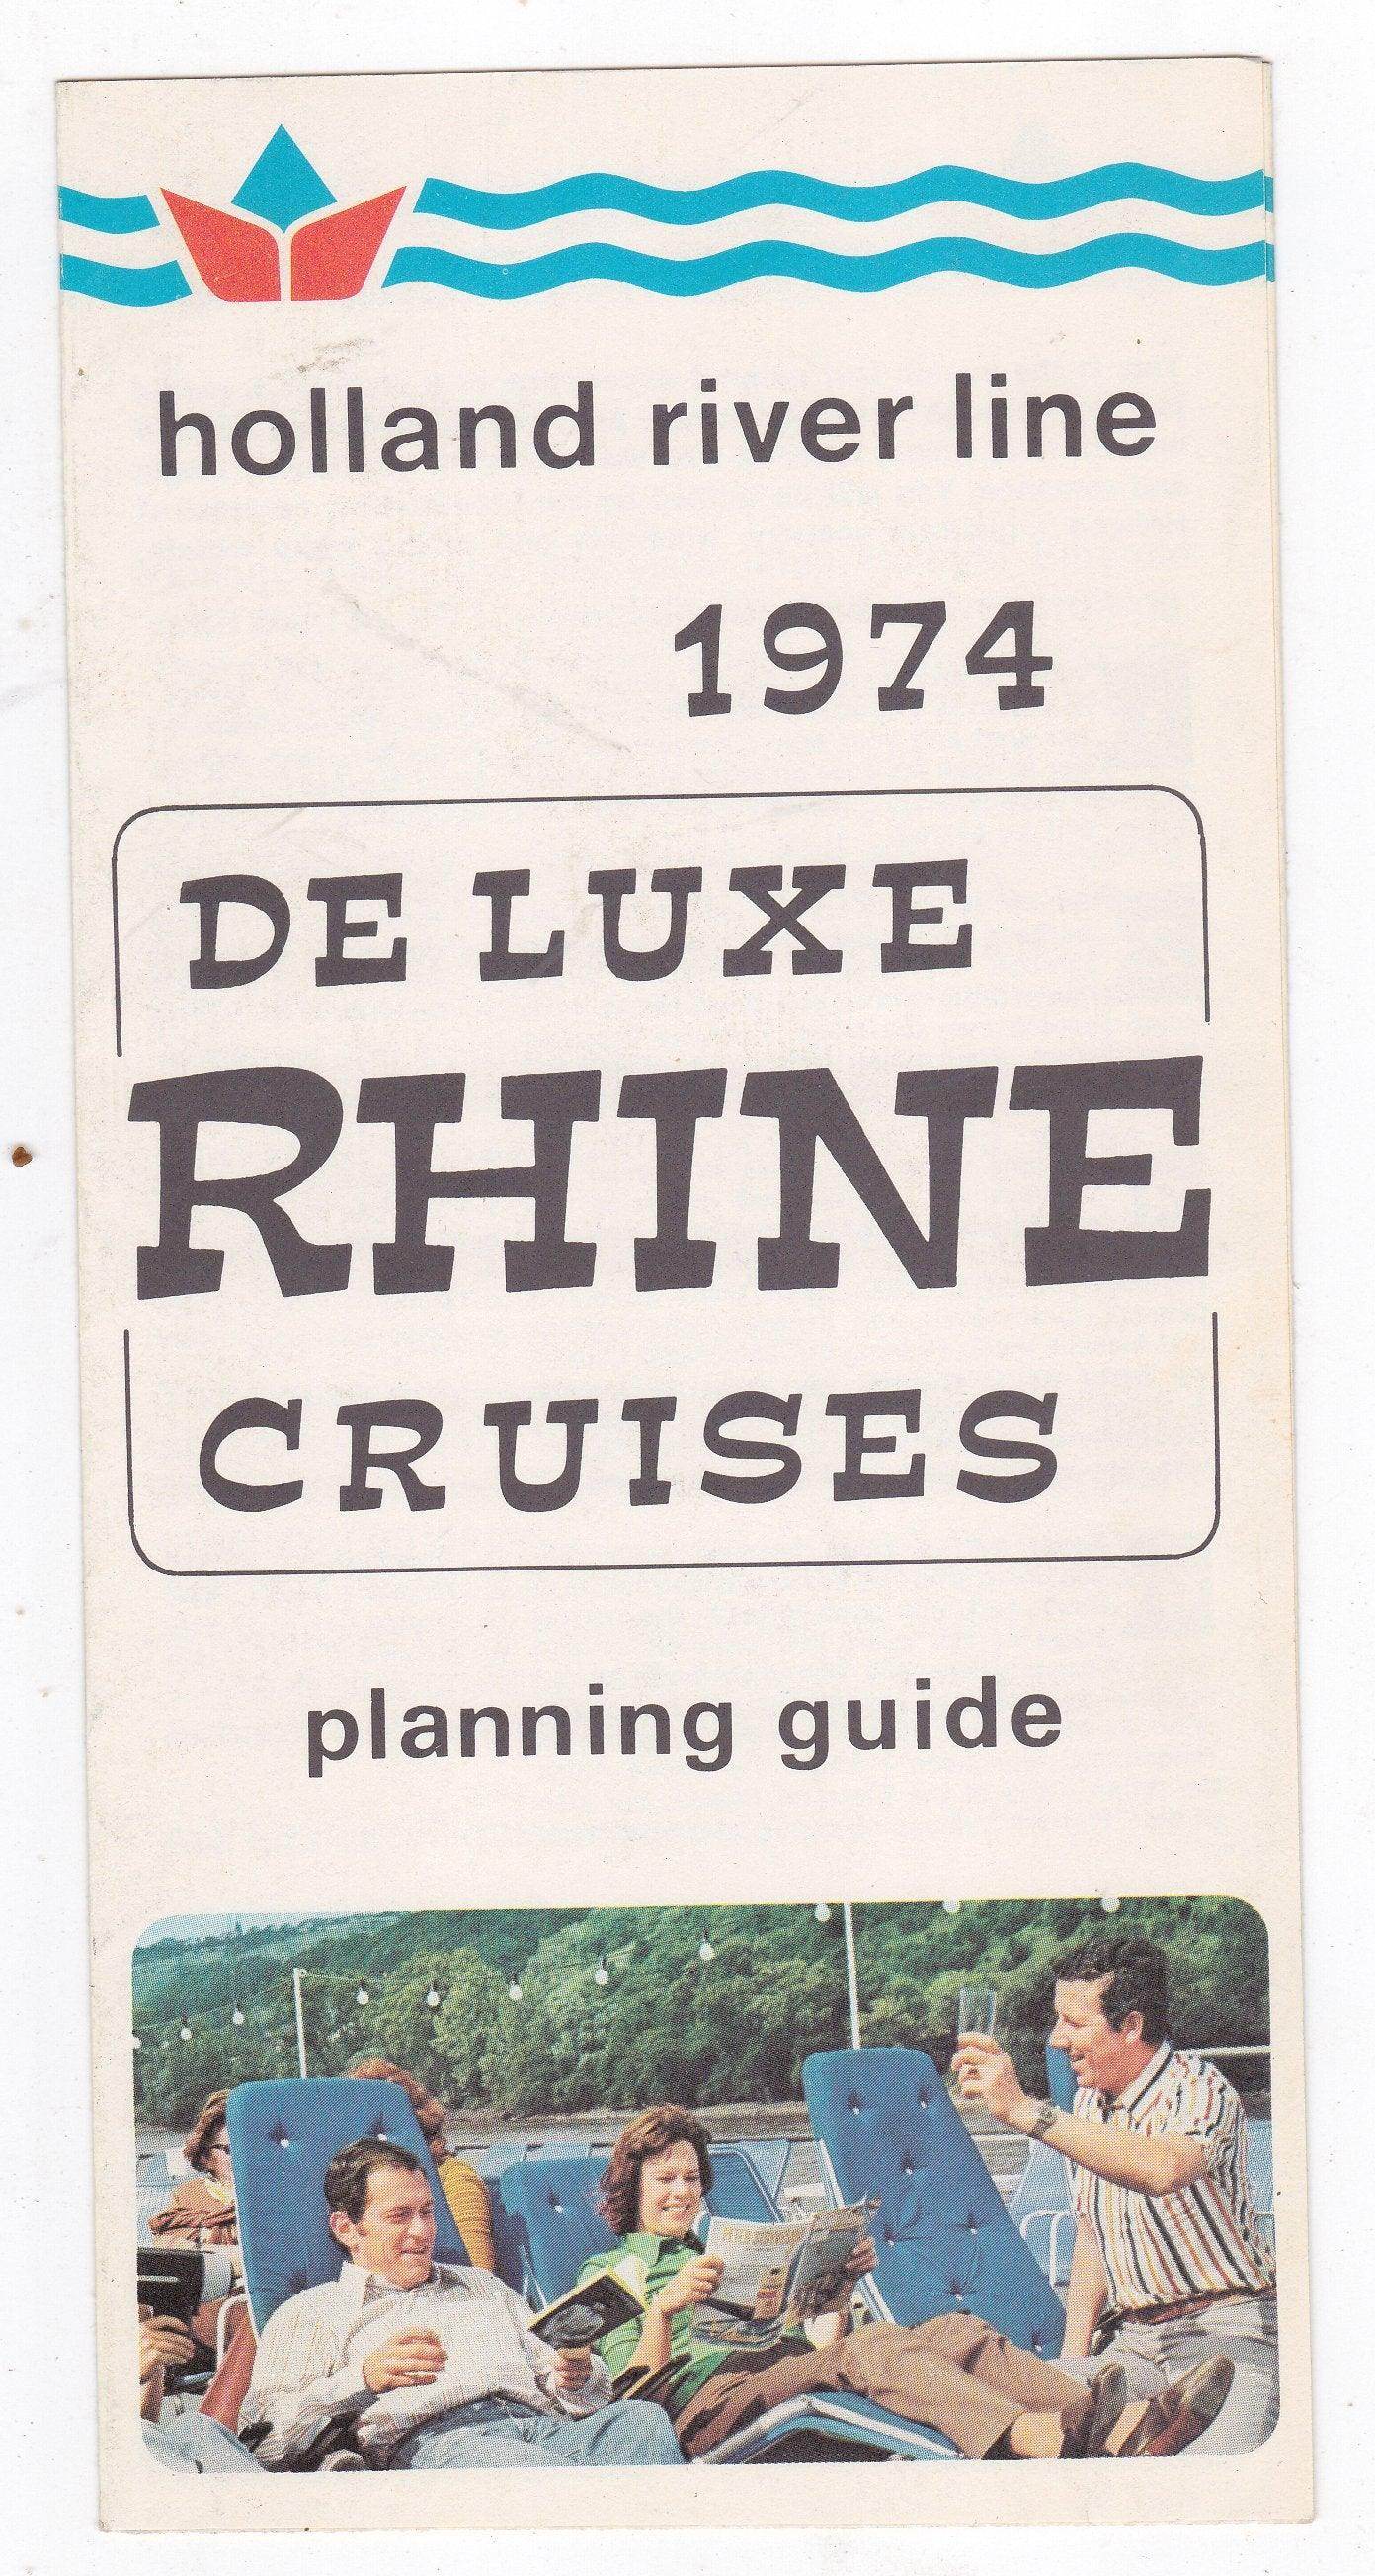 holland river line
1974
DE LUXE
RHINE
CRUISES
planning guide